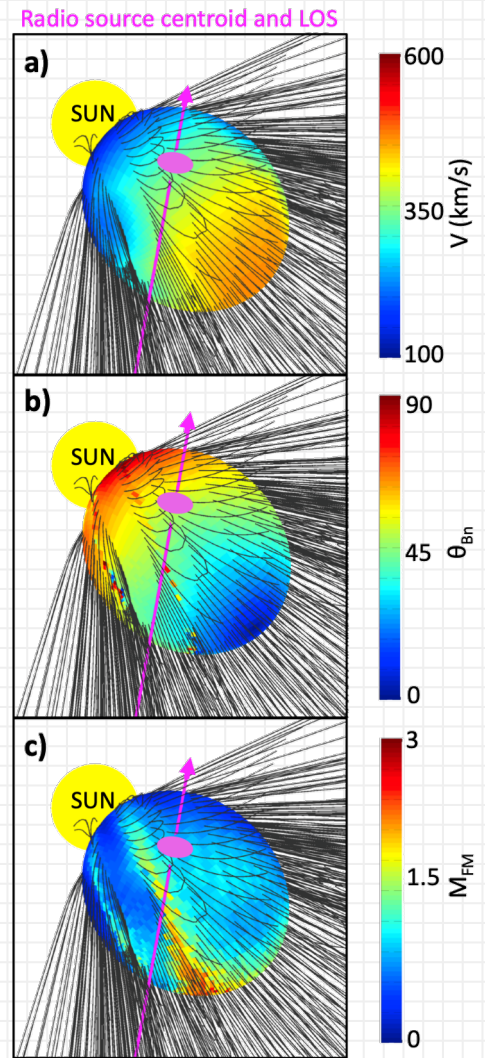 Radio source centroid and LOS
a)
SUN
600
350
100
V (km/s)
b)
SUN
90
45
0
θBn
c)
SUN
3
1.5
0
MFM